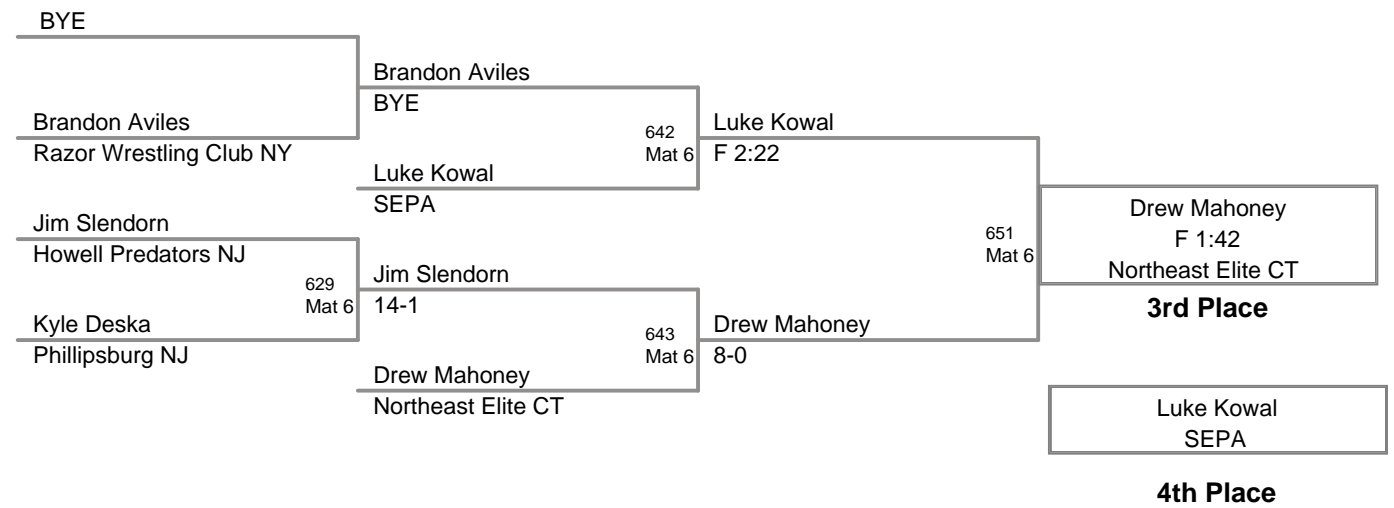 BYE
Brandon Aviles
Razor Wrestling Club NY
Jim Slendorn
Howell Predators NJ
629
Mat 6
Kyle Deska
Phillipsburg NJ
Brandon Aviles
BYE
642
Mat 6
Luke Kowal
SEPA
Jim Slendorn
14-1
643
Mat 6
Drew Mahoney
Northeast Elite CT
Luke Kowal
F 2:22
651
Mat 6
Drew Mahoney
8-0
Drew Mahoney
F 1:42
Northeast Elite CT
3rd Place
Luke Kowal
SEPA
4th Place